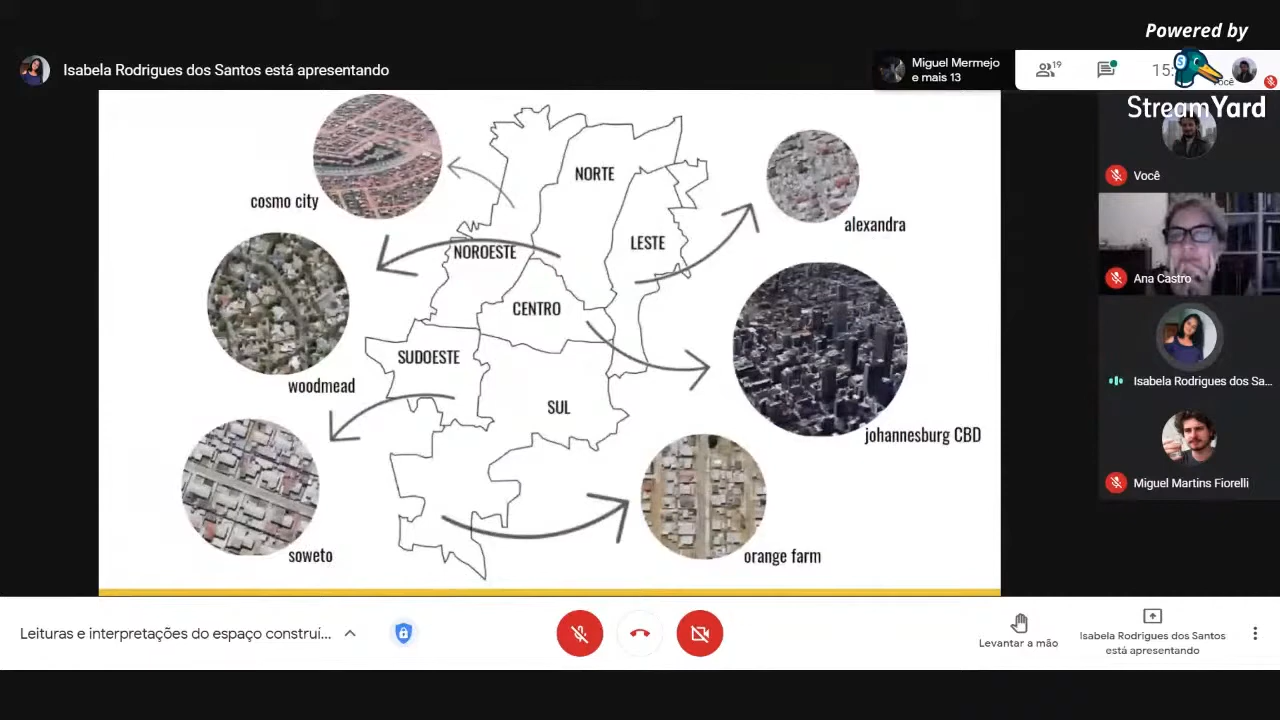 Powered by
StreamYard
Isabela Rodrigues dos Santos está apresentando
Miguel Mermejo
e mais 13
19
15:
Você
cosmo city
woodmead
soweto
NORTE
NOROESTE
LESTE
CENTRO
SUDOESTE
SUL
alexandra
johannesburg CBD
orange farm
Você
Ana Castro
Isabela Rodrigues dos Sa...
Miguel Martins Fiorelli
Leituras e interpretações do espaço construí...
Levantar a mão
Isabela Rodrigues dos Santos
está apresentando